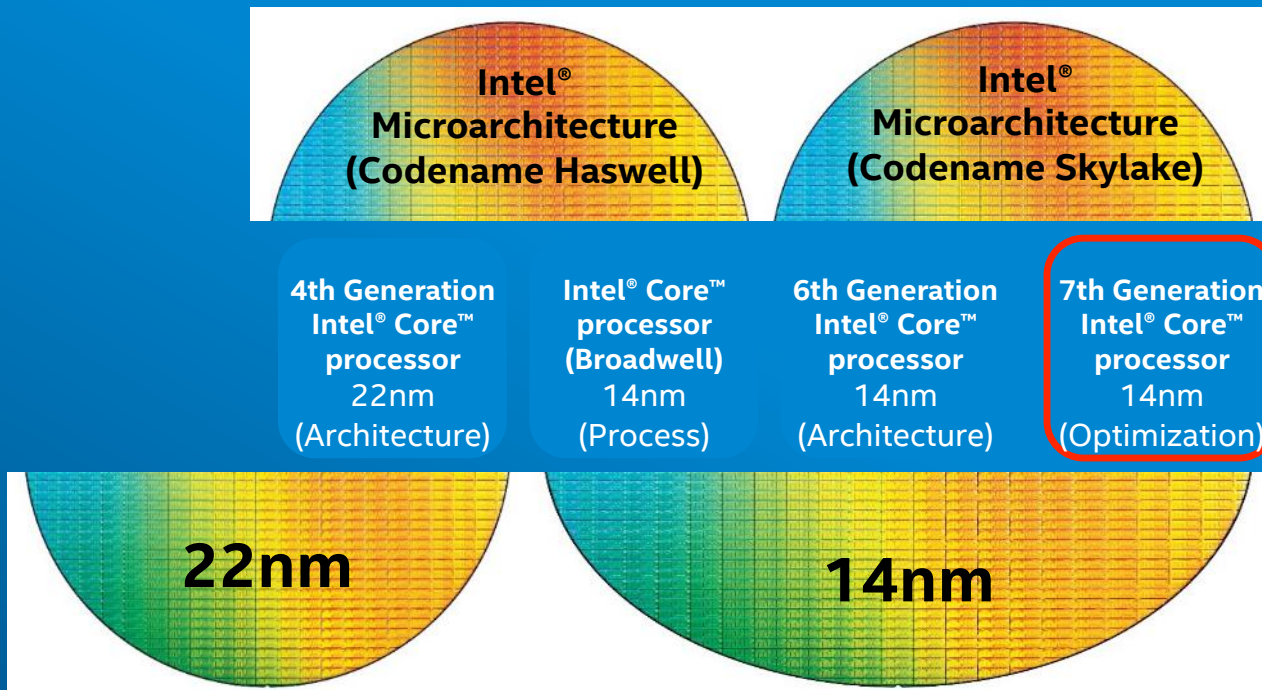 Intel®
Microarchitecture
(Codename Haswell)
Intel®
Microarchitecture
(Codename Skylake)
4th Generation
Intel® Core™
processor
22nm
(Architecture)
Intel® Core™
processor
(Broadwell)
14nm
(Process)
6th Generation
Intel® Core™
processor
14nm
(Architecture)
7th Generation
Intel® Core™
processor
14nm
(Optimization)
22nm
14nm